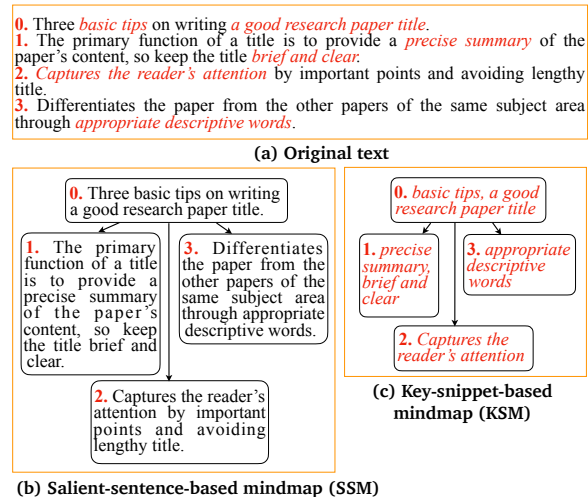 0. Three basic tips on writing a good research paper title.
1. The primary function of a title is to provide a precise summary of the
paper's content, so keep the title brief and clear.
2. Captures the reader's attention by important points and avoiding lengthy
title.
3. Differentiates the paper from the other papers of the same subject area
through appropriate descriptive words.
(a) Original text
0. Three basic tips on writing
a good research paper title.
1. The primary
function of a title
is to provide a
precise summary
of the paper's
content, so keep
the title brief and
clear.
3. Differentiates
the paper from the
other papers of the
same subject area
through appropriate
descriptive words.
2. Captures the reader's
attention by important
points and avoiding
lengthy title.
(b) Salient-sentence-based mindmap (SSM)
0. basic tips, a good
research paper title
1. precise
summary,
brief and
clear
3. appropriate
descriptive
words
2. Captures the
reader's attention
(c) Key-snippet-based
mindmap (KSM)